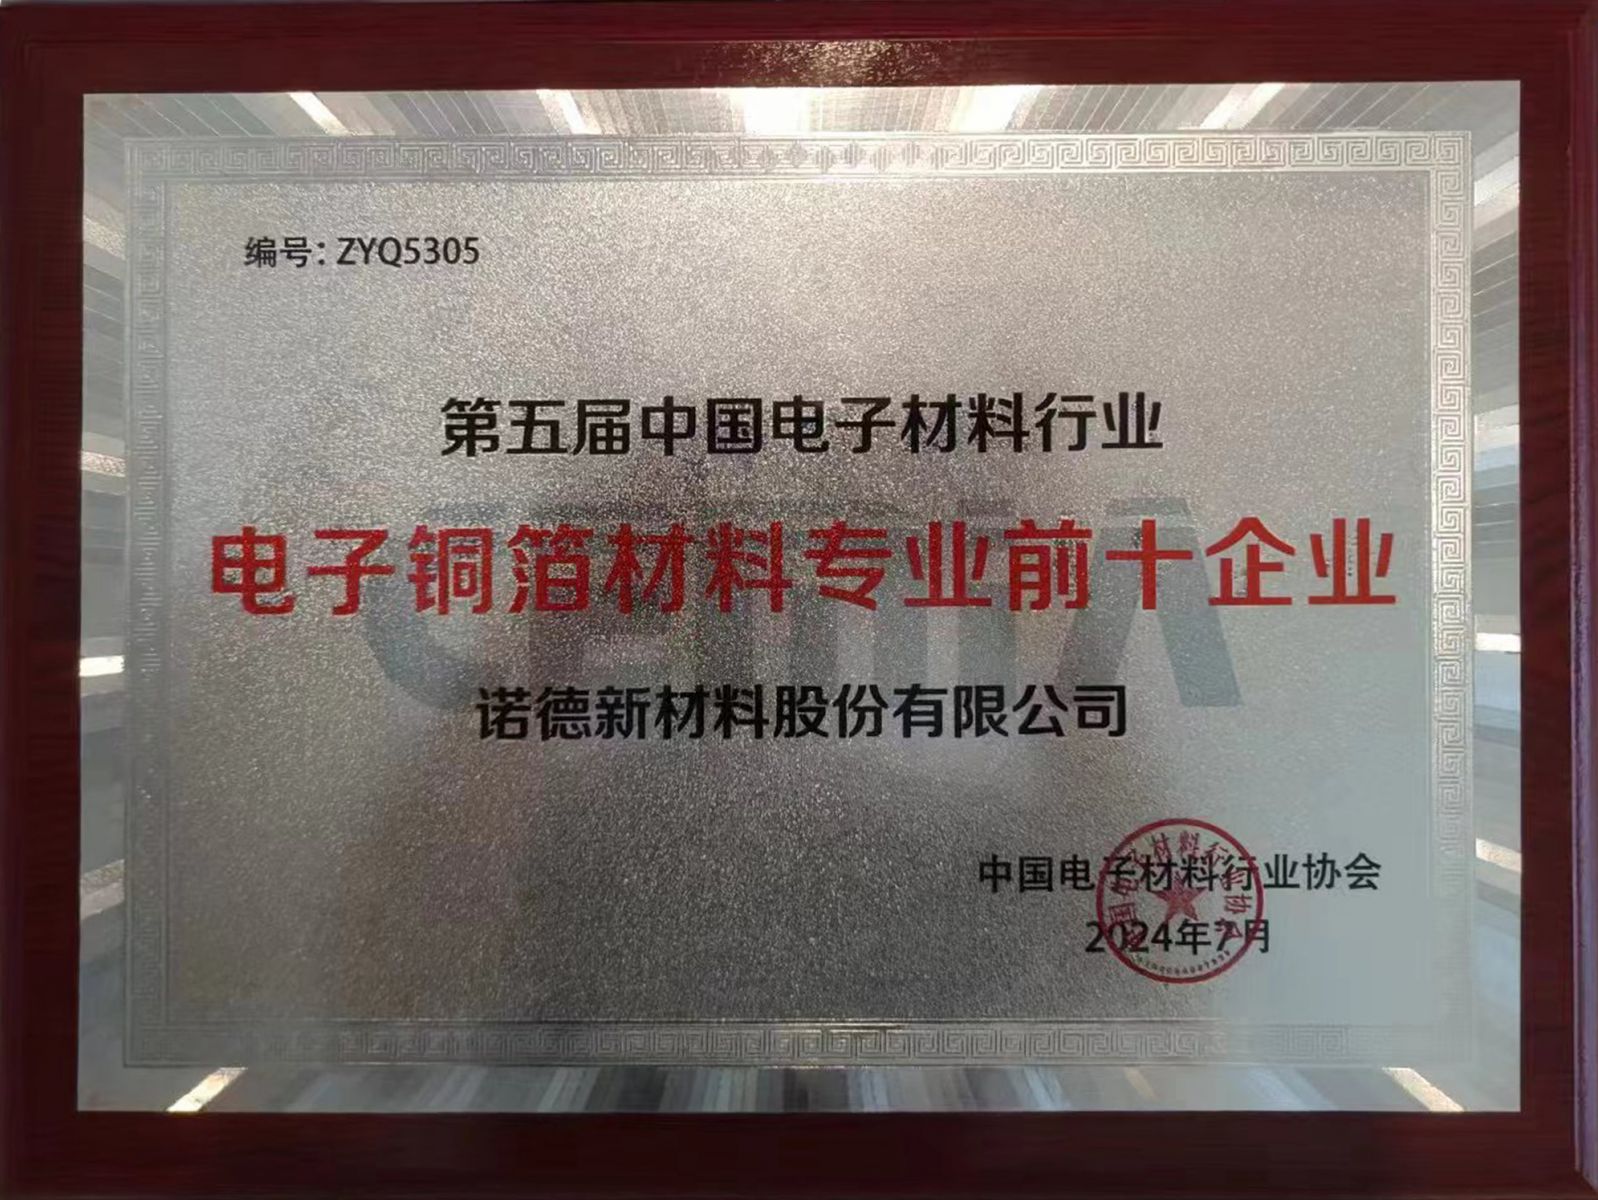 编号：ZYQ5305
第五届中国电子材料行业
CEMIA
电子铜箔材料专业前十企业
诺德新材料股份有限公司
中国电子材料行业协会
2024年7月